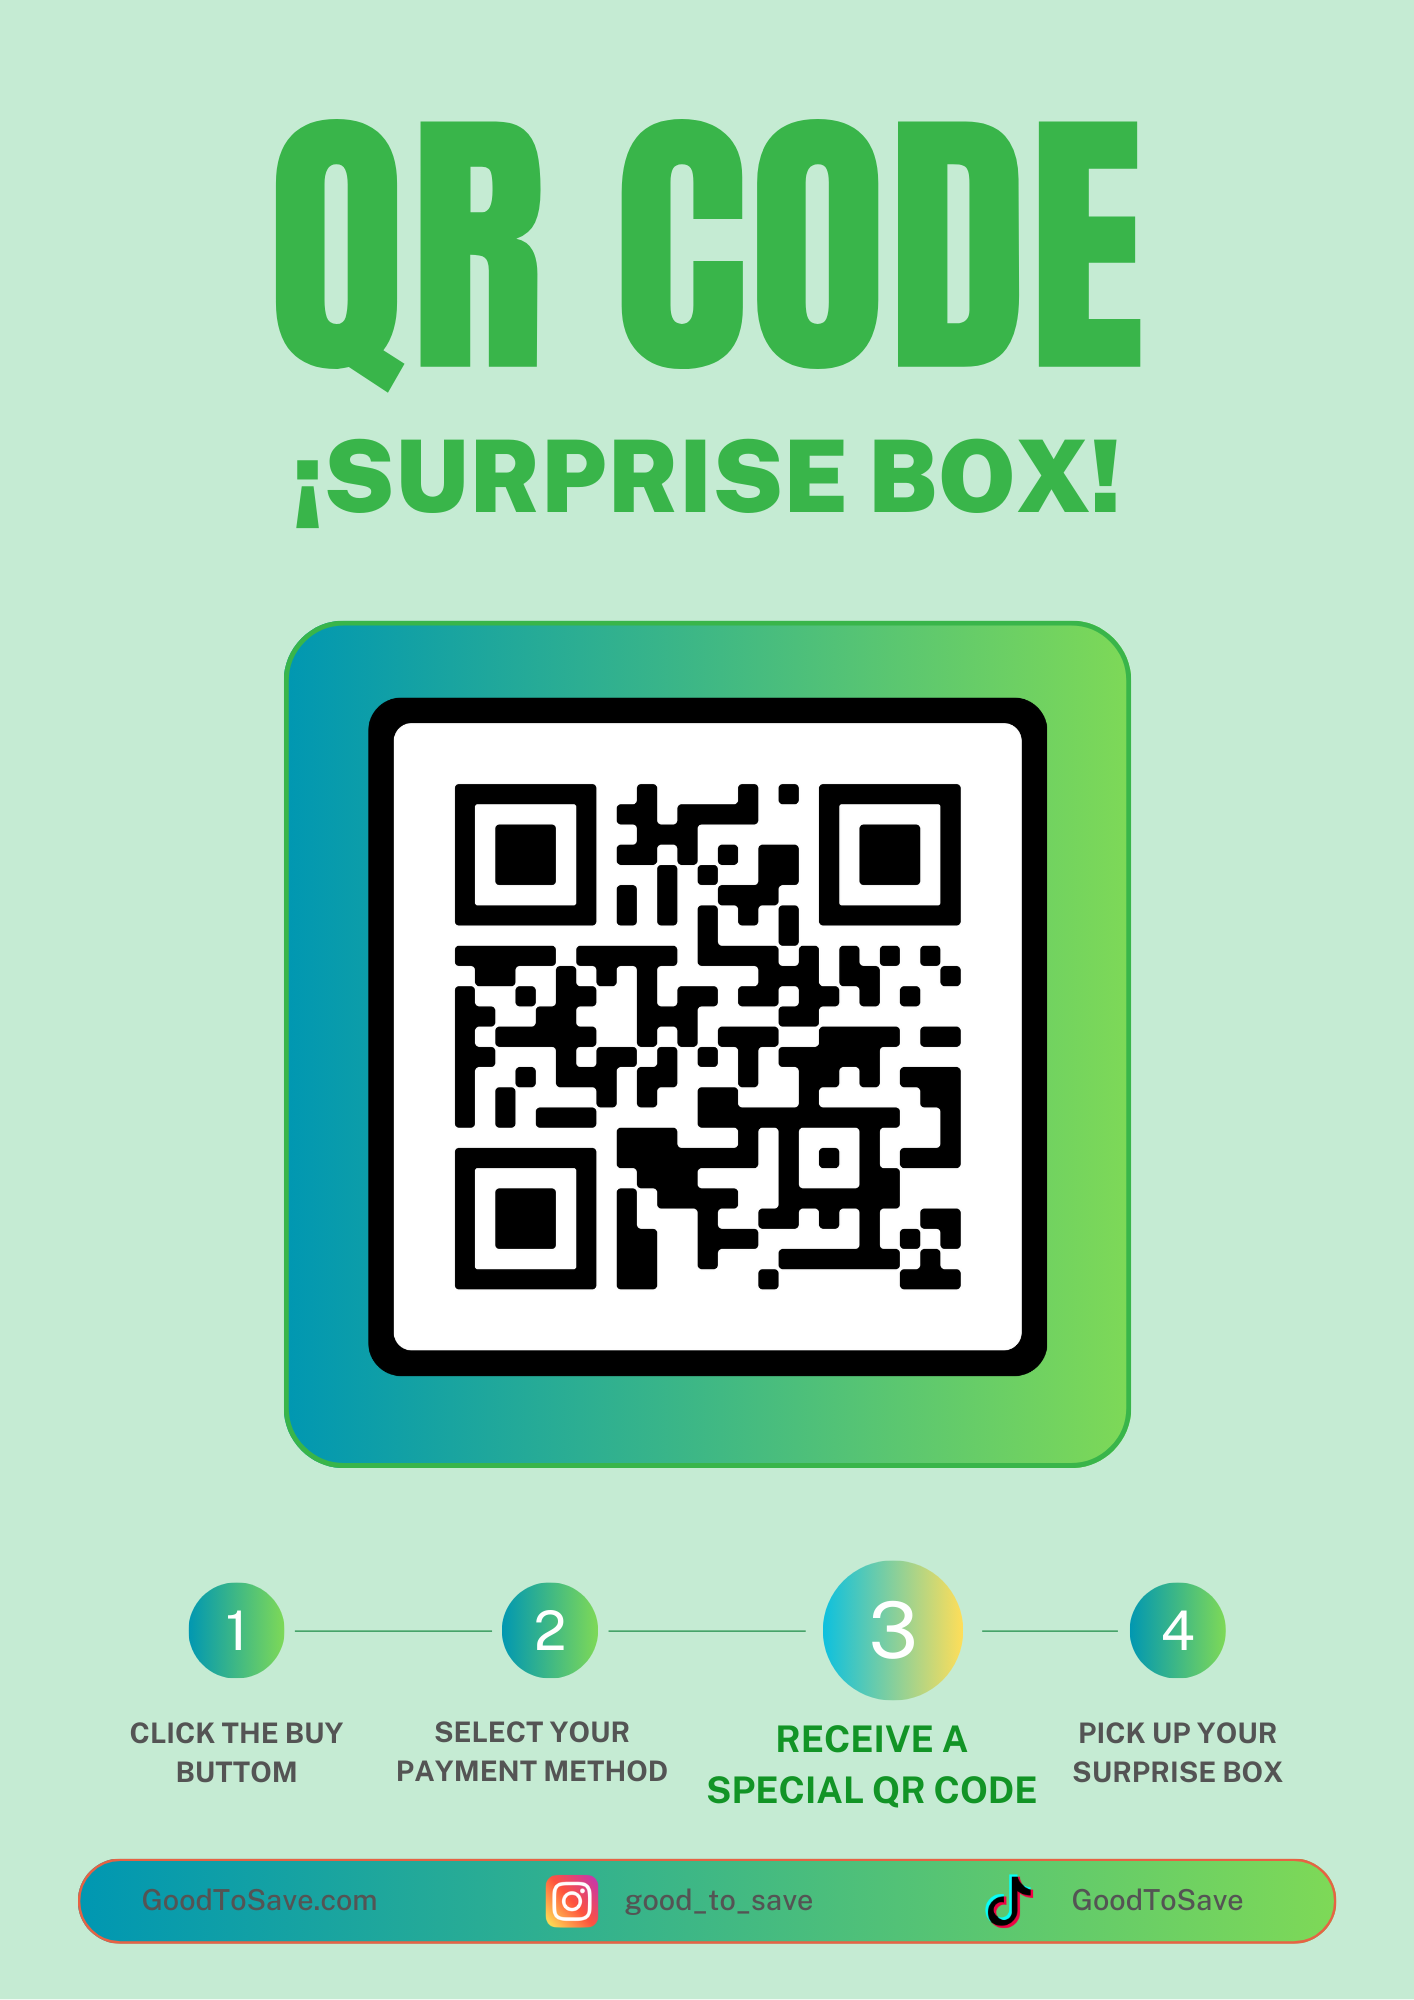 QR CODE
¡SURPRISE BOX!
1
2
3
4
CLICK THE BUY
BUTTOM
SELECT YOUR
PAYMENT METHOD
RECEIVE A
SPECIAL QR CODE
PICK UP YOUR
SURPRISE BOX
GoodToSave.com
good_to_save
GoodToSave